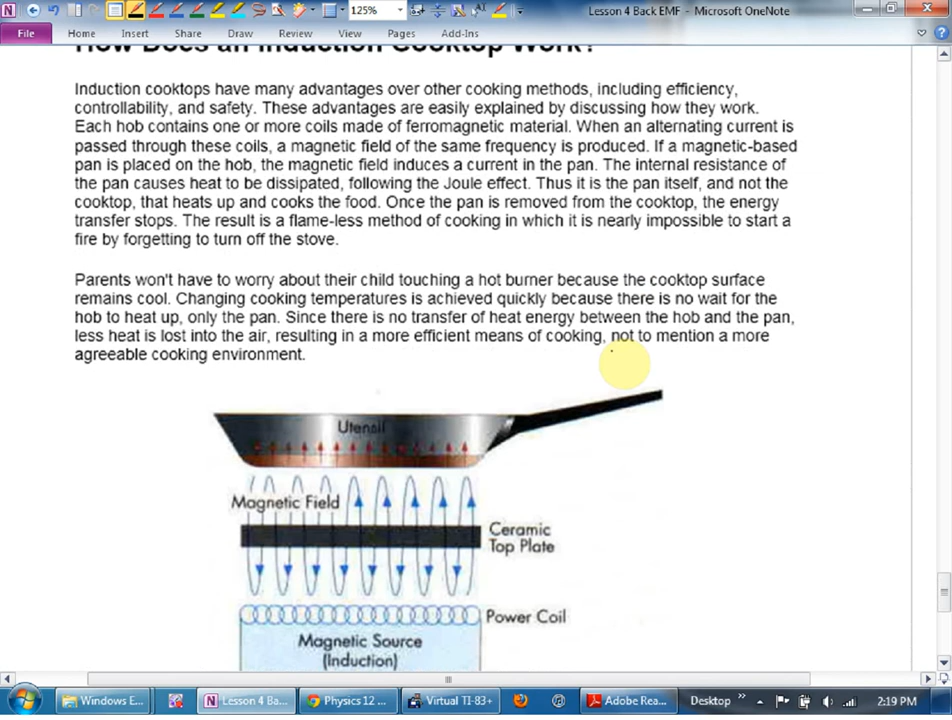 125%
Lesson 4 Back EMF - Microsoft OneNote
File Home Insert Share Draw Review View Pages Add-Ins
How Does an Induction Cooktop Work?
Induction cooktops have many advantages over other cooking methods, including efficiency,
controllability, and safety. These advantages are easily explained by discussing how they work.
Each hob contains one or more coils made of ferromagnetic material. When an alternating current is
passed through these coils, a magnetic field of the same frequency is produced. If a magnetic-based
pan is placed on the hob, the magnetic field induces a current in the pan. The internal resistance of
the pan causes heat to be dissipated, following the Joule effect. Thus it is the pan itself, and not the
cooktop, that heats up and cooks the food. Once the pan is removed from the cooktop, the energy
transfer stops. The result is a flame-less method of cooking in which it is nearly impossible to start a
fire by forgetting to turn off the stove.
Parents won't have to worry about their child touching a hot burner because the cooktop surface
remains cool. Changing cooking temperatures is achieved quickly because there is no wait for the
hob to heat up, only the pan. Since there is no transfer of heat energy between the hob and the pan,
less heat is lost into the air, resulting in a more efficient means of cooking, not to mention a more
agreeable cooking environment.
Utensil
Magnetic Field
Ceramic
Top Plate
Power Coil
Magnetic Source
(Induction)
Windows E... Lesson 4 Bac... Physics 12 ... Virtual TI-83+ Adobe Rea... Desktop 2:19 PM